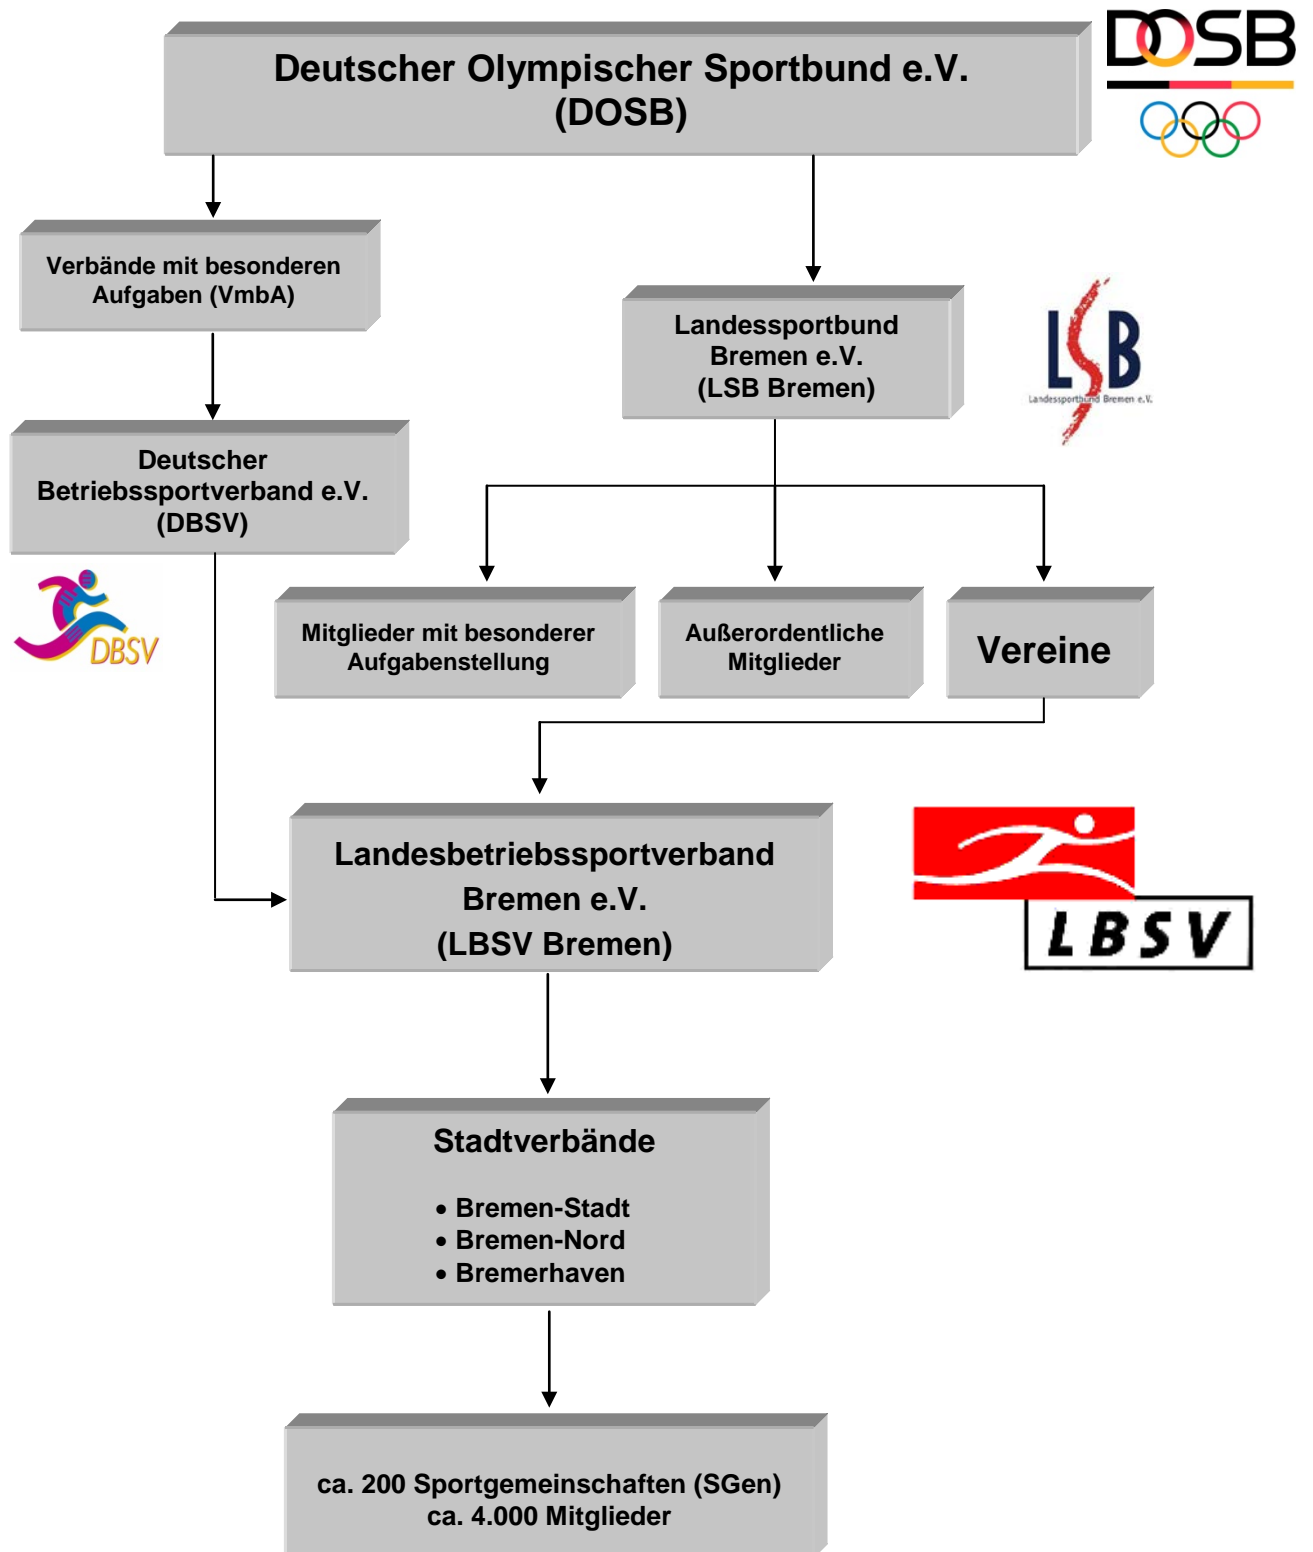 Deutscher Olympischer Sportbund e.V.
(DOSB)
DOSB
Verbände mit besonderen
Aufgaben (VmbA)
Landessportbund
Bremen e.V.
(LSB Bremen)
LSB
Landessportbund Bremen e.V.
Deutscher
Betriebssportverband e.V.
(DBSV)
DBSV
Mitglieder mit besonderer
Aufgabenstellung
Außerordentliche
Mitglieder
Vereine
Landesbetriebssportverband
Bremen e.V.
(LBSV Bremen)
LBSV
Stadtverbände
• Bremen-Stadt
• Bremen-Nord
• Bremerhaven
ca. 200 Sportgemeinschaften (SGen)
ca. 4.000 Mitglieder